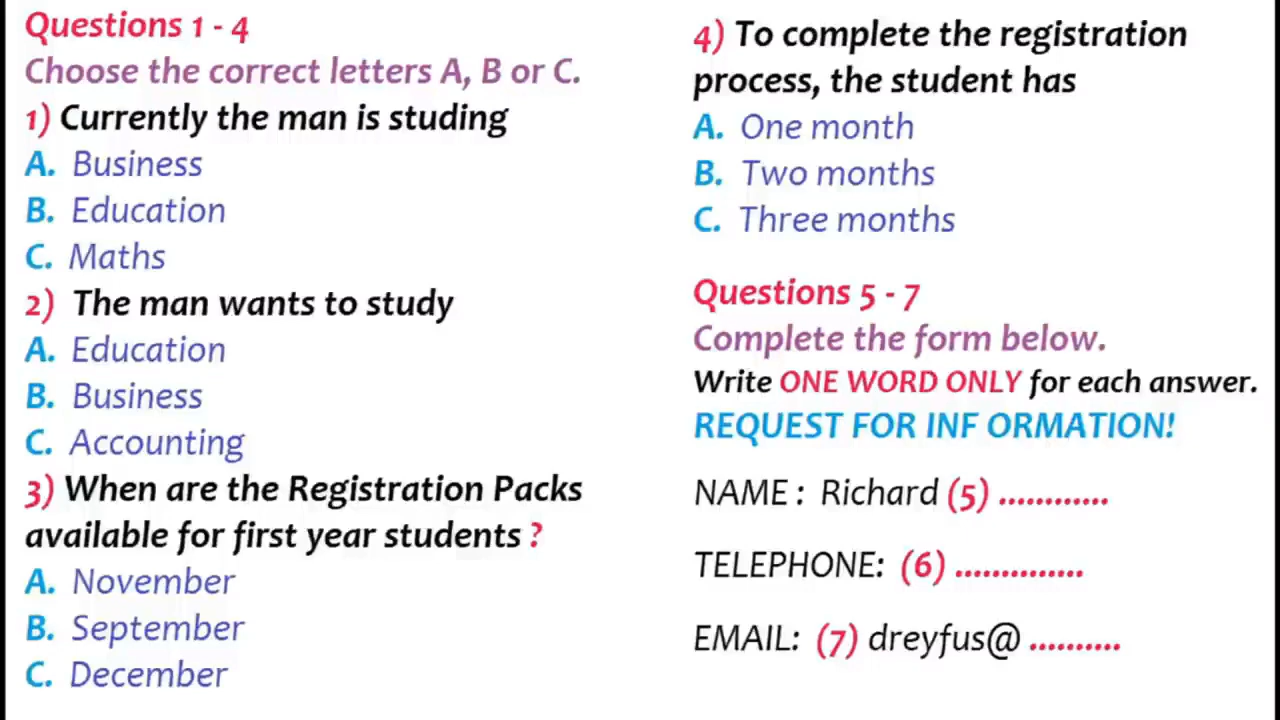 Questions 1 - 4
Choose the correct letters A, B or C.
1) Currently the man is studing
A. Business
B. Education
C. Maths
2) The man wants to study
A. Education
B. Business
C. Accounting
3) When are the Registration Packs
available for first year students ?
A. November
B. September
C. December
4) To complete the registration
process, the student has
A. One month
B. Two months
C. Three months
Questions 5 - 7
Complete the form below.
Write ONE WORD ONLY for each answer.
REQUEST FOR INF ORMATION!
NAME : Richard (5) ............
TELEPHONE: (6) ..............
EMAIL: (7) dreyfus@ ..........